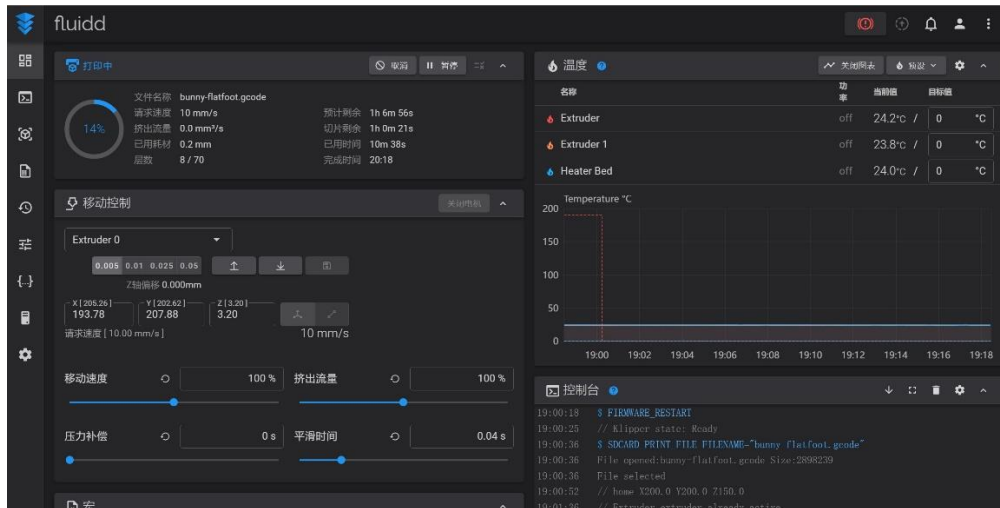 fluidd
打印中
取消
暂停
14%
文件名称 bunny-flatfoot.gcode
请求速度 10 mm/s 预计剩余 1h 6m 56s
挤出流量 0.0 mm³/s 切片剩余 1h 0m 21s
已用耗材 0.2 mm 已用时间 10m 38s
层数 8 / 70 完成时间 20:18
移动控制
关闭电机
Extruder 0
0.005 0.01 0.025 0.05
Z轴偏移 0.000mm
X [ 205.26 ] Y [ 202.62 ] Z [ 3.20 ]
193.78 207.88 3.20
请求速度 [ 10.00 mm/s ] 10 mm/s
移动速度 100 % 挤出流量 100 %
压力补偿 0 s 平滑时间 0.04 s
宏
温度
关闭图表
预设
名称 功率 当前值 目标值
Extruder off 24.2°C / 0 °C
Extruder 1 off 23.8°C / 0 °C
Heater Bed off 24.0°C / 0 °C
Temperature °C
200
150
100
50
0
19:00 19:02 19:04 19:06 19:08 19:10 19:12 19:14 19:16 19:18
控制台
19:00:18 $ FIRMWARE_RESTART
19:00:25 // Klipper state: Ready
19:00:36 $ SDCARD_PRINT_FILE FILENAME="bunny-flatfoot.gcode"
19:00:36 File opened:bunny-flatfoot.gcode Size:2898239
19:00:36 File selected
19:00:52 // home X200.0 Y200.0 Z150.0
19:01:36 // Extruder extruder already active